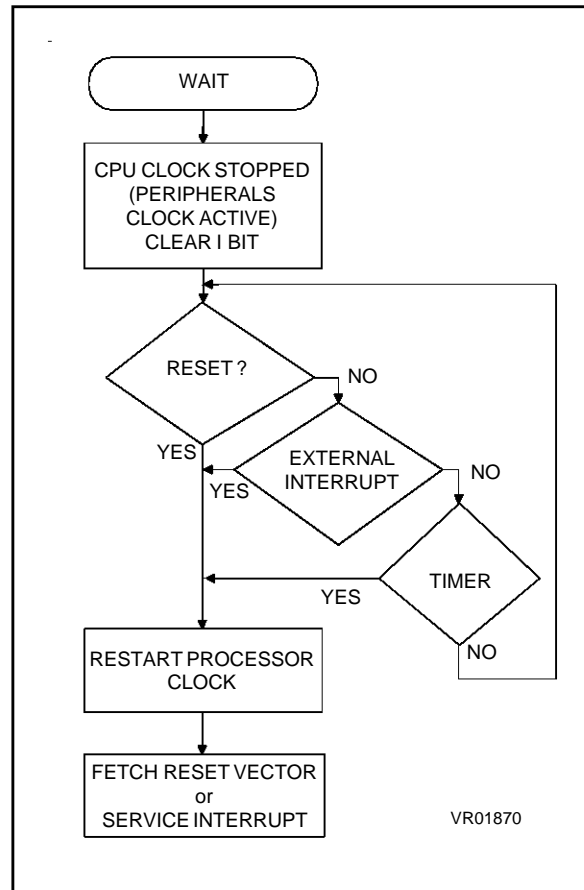 WAIT
CPU CLOCK STOPPED
(PERIPHERALS
CLOCK ACTIVE)
CLEAR I BIT
RESET ?
NO
YES
EXTERNAL
INTERRUPT
YES
NO
TIMER
YES
NO
RESTART PROCESSOR
CLOCK
FETCH RESET VECTOR
or
SERVICE INTERRUPT
VR01870